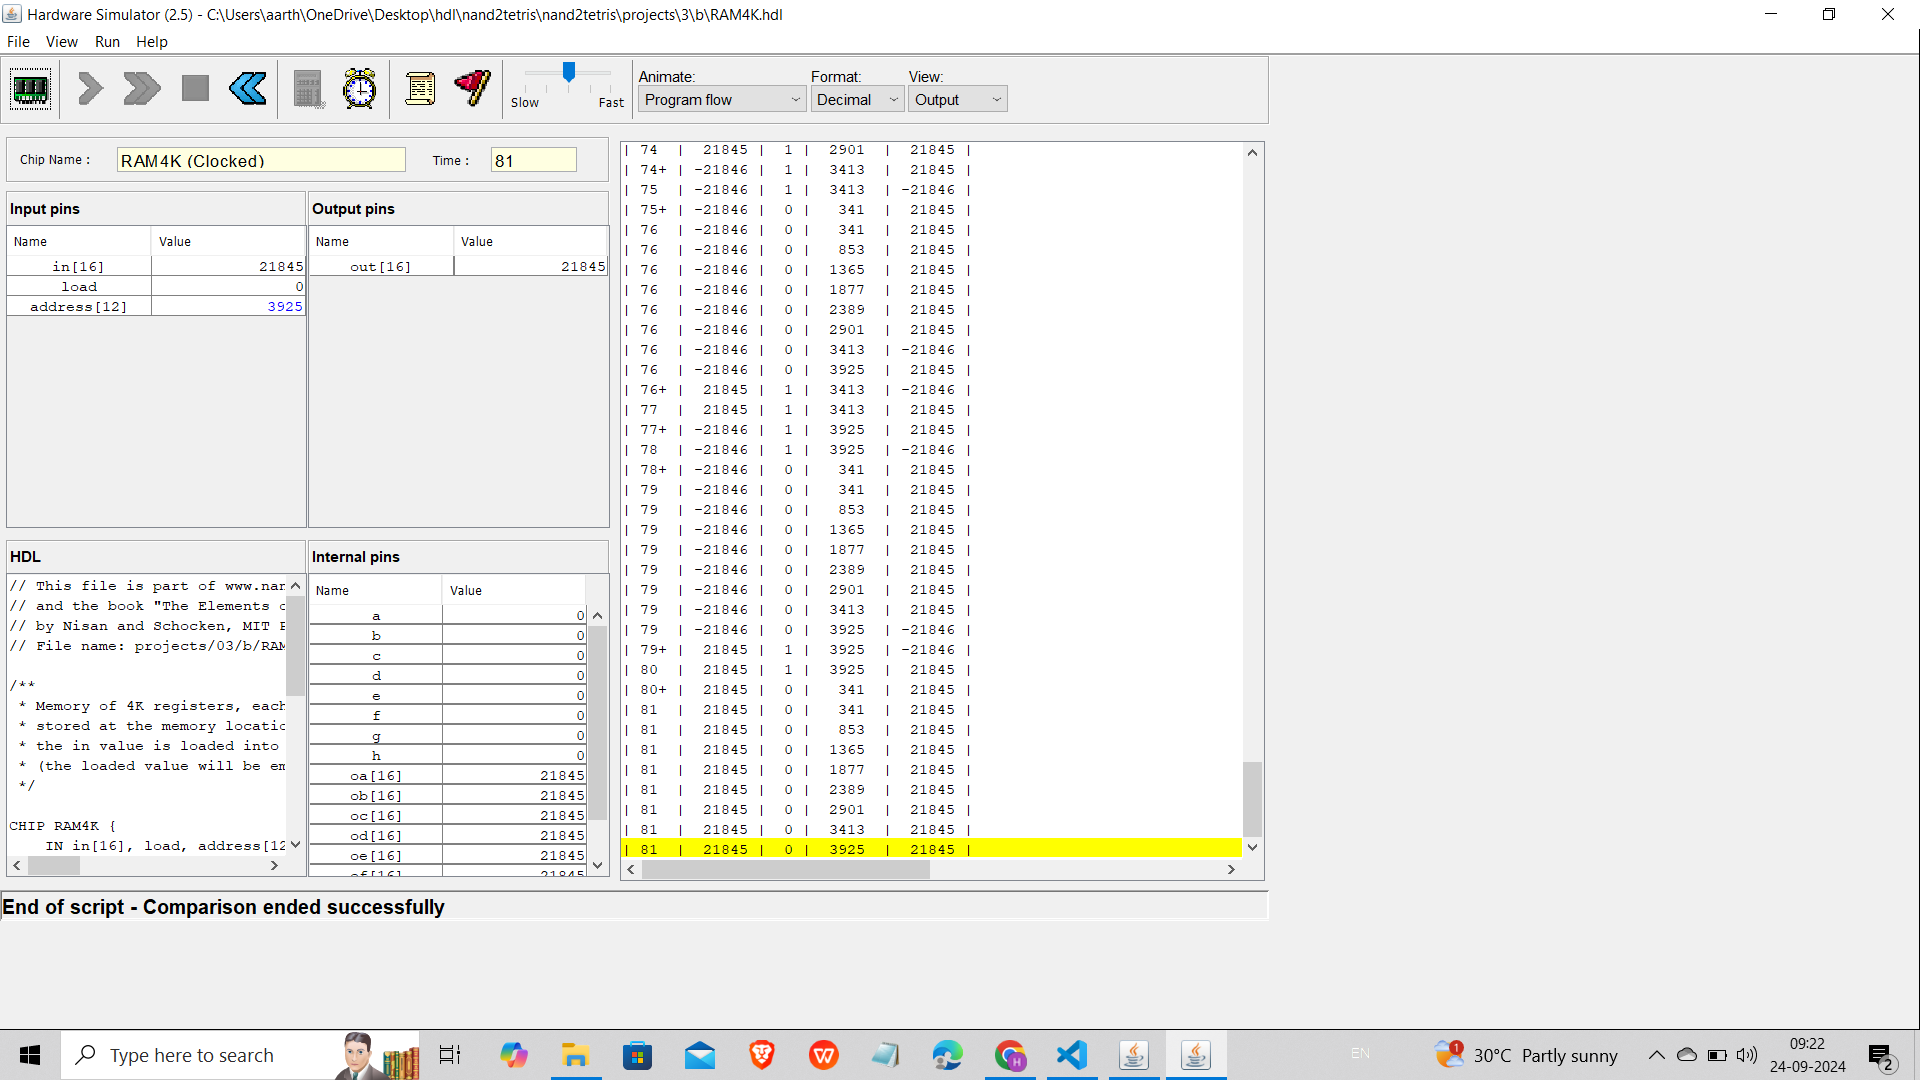 Hardware Simulator (2.5) - C:\Users\aarth\OneDrive\Desktop\hdl\nand2tetris\nand2tetris\projects\3\b\RAM4K.hdl
File View Run Help
Slow Fast
Animate: Format: View:
Program flow Decimal Output
Chip Name : RAM4K (Clocked) Time : 81
Input pins
Name Value
in[16] 21845
load 0
address[12] 3925
Output pins
Name Value
out[16] 21845
HDL
// This file is part of www.nan
// and the book "The Elements o
// by Nisan and Schocken, MIT P
// File name: projects/03/b/RAM
/**
* Memory of 4K registers, each
* stored at the memory locatio
* the in value is loaded into
* (the loaded value will be em
*/
CHIP RAM4K {
IN in[16], load, address[12
Internal pins
Name Value
a 0
b 0
c 0
d 0
e 0
f 0
g 0
h 0
oa[16] 21845
ob[16] 21845
oc[16] 21845
od[16] 21845
oe[16] 21845
of[16] 21845
| 74 | 21845 | 1 | 2901 | 21845 |
| 74+ | -21846 | 1 | 3413 | 21845 |
| 75 | -21846 | 1 | 3413 | -21846 |
| 75+ | -21846 | 0 | 341 | 21845 |
| 76 | -21846 | 0 | 341 | 21845 |
| 76 | -21846 | 0 | 853 | 21845 |
| 76 | -21846 | 0 | 1365 | 21845 |
| 76 | -21846 | 0 | 1877 | 21845 |
| 76 | -21846 | 0 | 2389 | 21845 |
| 76 | -21846 | 0 | 2901 | 21845 |
| 76 | -21846 | 0 | 3413 | -21846 |
| 76 | -21846 | 0 | 3925 | 21845 |
| 76+ | 21845 | 1 | 3413 | -21846 |
| 77 | 21845 | 1 | 3413 | 21845 |
| 77+ | -21846 | 1 | 3925 | 21845 |
| 78 | -21846 | 1 | 3925 | -21846 |
| 78+ | -21846 | 0 | 341 | 21845 |
| 79 | -21846 | 0 | 341 | 21845 |
| 79 | -21846 | 0 | 853 | 21845 |
| 79 | -21846 | 0 | 1365 | 21845 |
| 79 | -21846 | 0 | 1877 | 21845 |
| 79 | -21846 | 0 | 2389 | 21845 |
| 79 | -21846 | 0 | 2901 | 21845 |
| 79 | -21846 | 0 | 3413 | 21845 |
| 79 | -21846 | 0 | 3925 | -21846 |
| 79+ | 21845 | 1 | 3925 | -21846 |
| 80 | 21845 | 1 | 3925 | 21845 |
| 80+ | 21845 | 0 | 341 | 21845 |
| 81 | 21845 | 0 | 341 | 21845 |
| 81 | 21845 | 0 | 853 | 21845 |
| 81 | 21845 | 0 | 1365 | 21845 |
| 81 | 21845 | 0 | 1877 | 21845 |
| 81 | 21845 | 0 | 2389 | 21845 |
| 81 | 21845 | 0 | 2901 | 21845 |
| 81 | 21845 | 0 | 3413 | 21845 |
| 81 | 21845 | 0 | 3925 | 21845 |
End of script - Comparison ended successfully
Type here to search
EN
1
30°C Partly sunny
09:22
24-09-2024
2